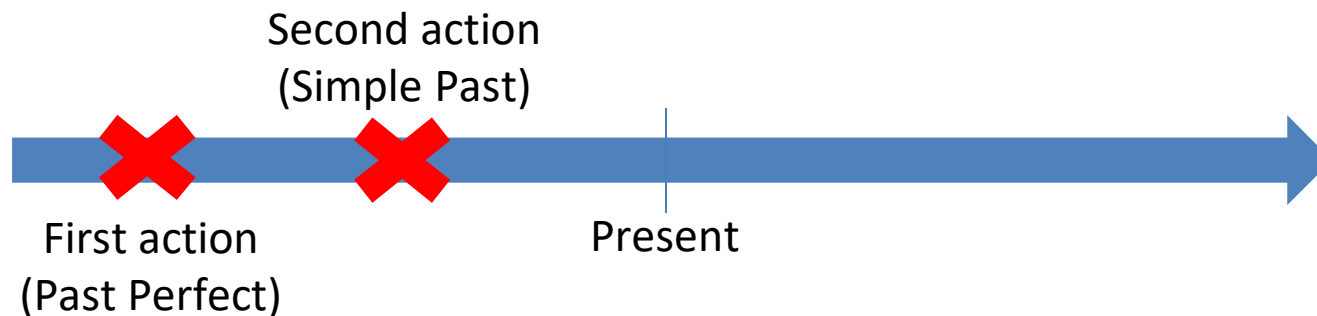 Second action
(Simple Past)
First action
(Past Perfect)
Present